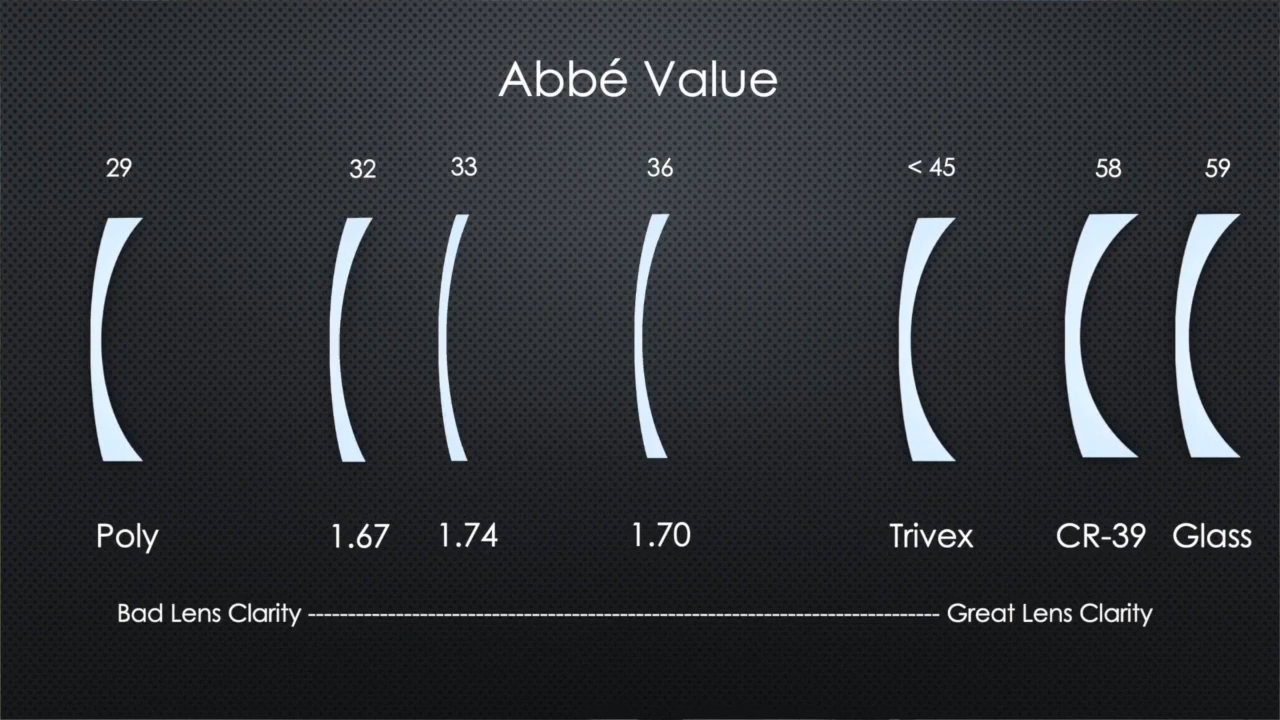 Abbé Value
29 32 33 36 < 45 58 59
Poly 1.67 1.74 1.70 Trivex CR-39 Glass
Bad Lens Clarity ------------------------------------------------------------------------------- Great Lens Clarity